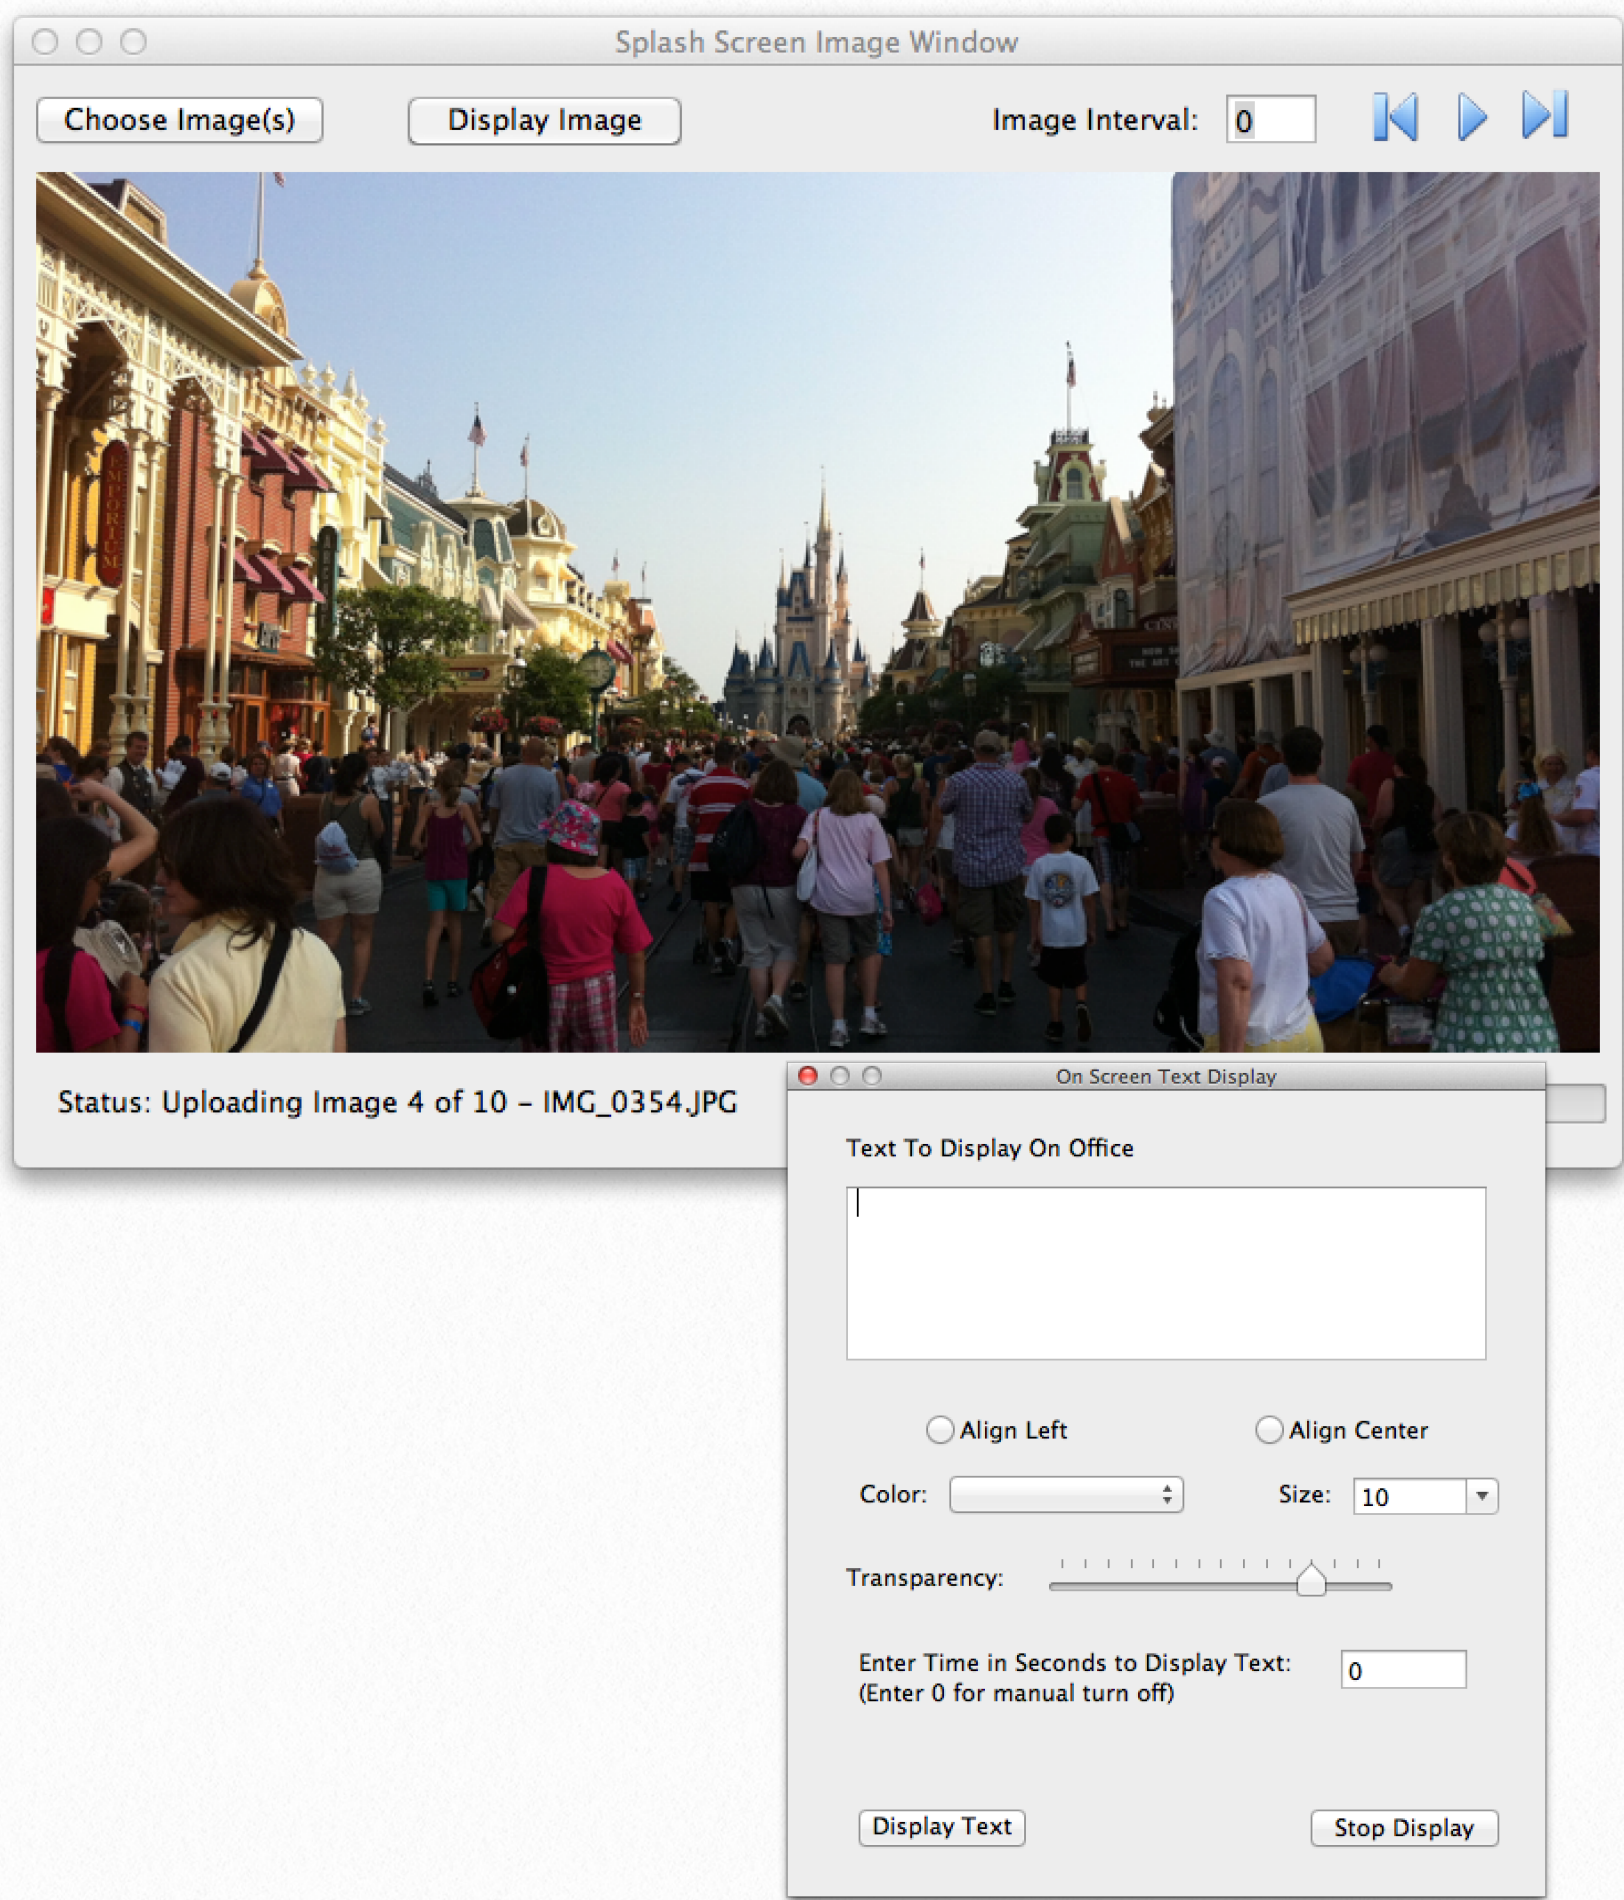 Splash Screen Image Window
Choose Image(s)
Display Image
Image Interval:
0
EMPORIUM
Status: Uploading Image 4 of 10 – IMG_0354.JPG
On Screen Text Display
Text To Display On Office
Align Left
Align Center
Color:
Size:
10
Transparency:
Enter Time in Seconds to Display Text:
0
(Enter 0 for manual turn off)
Display Text
Stop Display